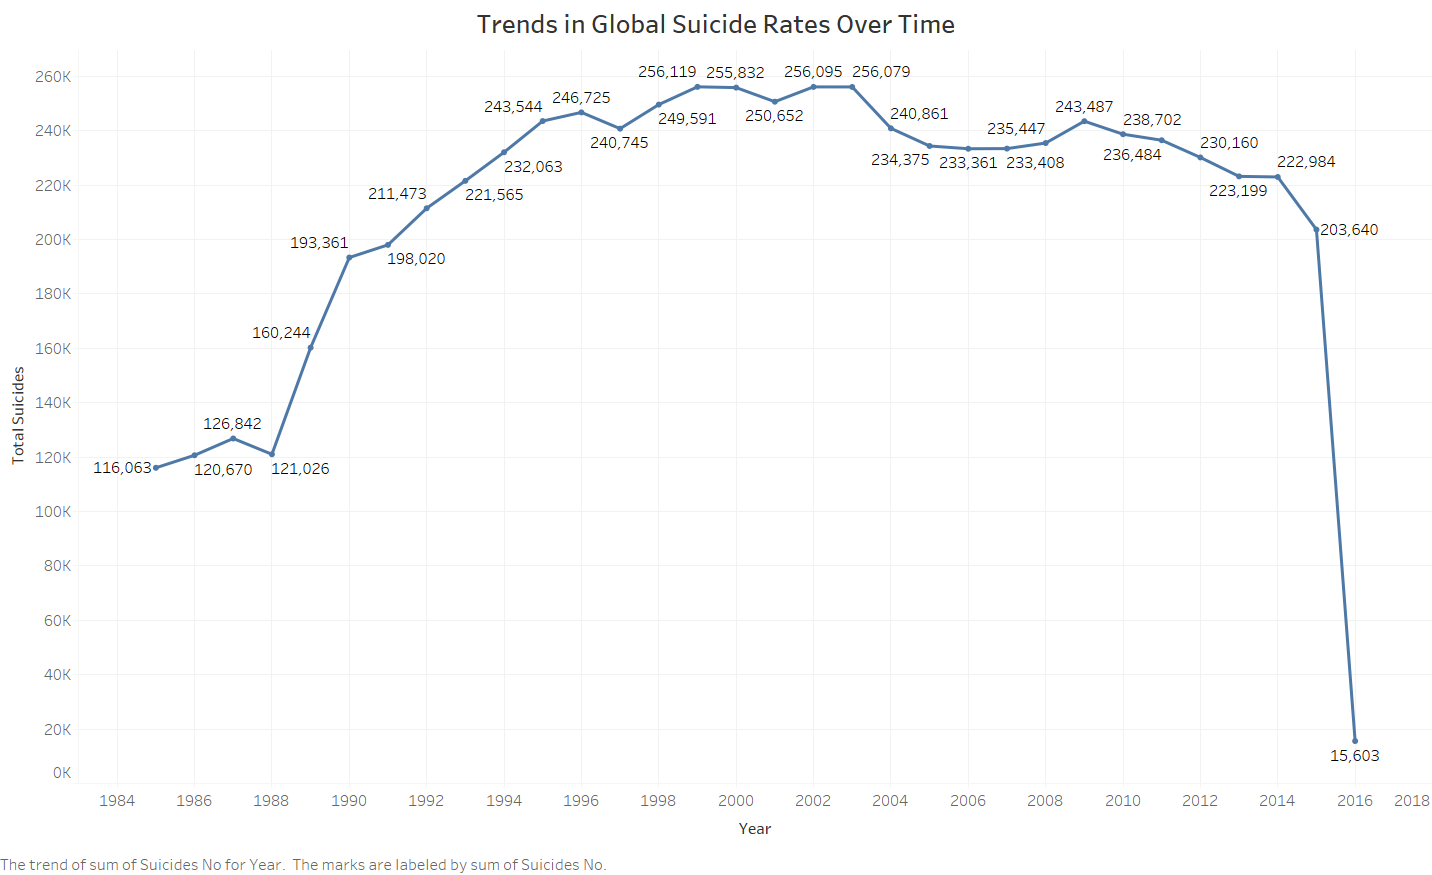 Trends in Global Suicide Rates Over Time
Total Suicides
260K
240K
220K
200K
180K
160K
140K
120K
100K
80K
60K
40K
20K
0K
116,063
120,670
126,842
121,026
160,244
193,361
198,020
211,473
221,565
232,063
243,544
246,725
240,745
249,591
256,119
255,832
250,652
256,095
256,079
240,861
234,375
233,361
233,408
235,447
243,487
238,702
236,484
230,160
223,199
222,984
203,640
15,603
1984 1986 1988 1990 1992 1994 1996 1998 2000 2002 2004 2006 2008 2010 2012 2014 2016 2018
Year
The trend of sum of Suicides No for Year. The marks are labeled by sum of Suicides No.